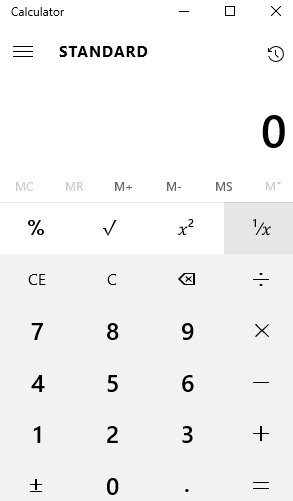 Calculator
STANDARD
0
MC MR M+ M- MS M˅
% √ x² ¹/x
CE C ÷
7 8 9 ×
4 5 6 −
1 2 3 +
± 0 . =